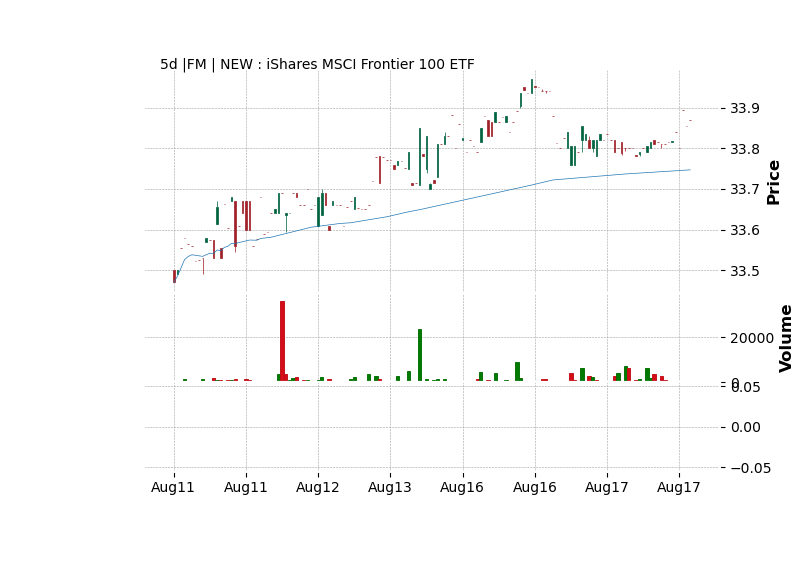 5d |FM | NEW : iShares MSCI Frontier 100 ETF
33.9
33.8
33.7
33.6
33.5
Price
20000
0
Volume
0.05
0.00
−0.05
Aug11 Aug11 Aug12 Aug13 Aug16 Aug16 Aug17 Aug17